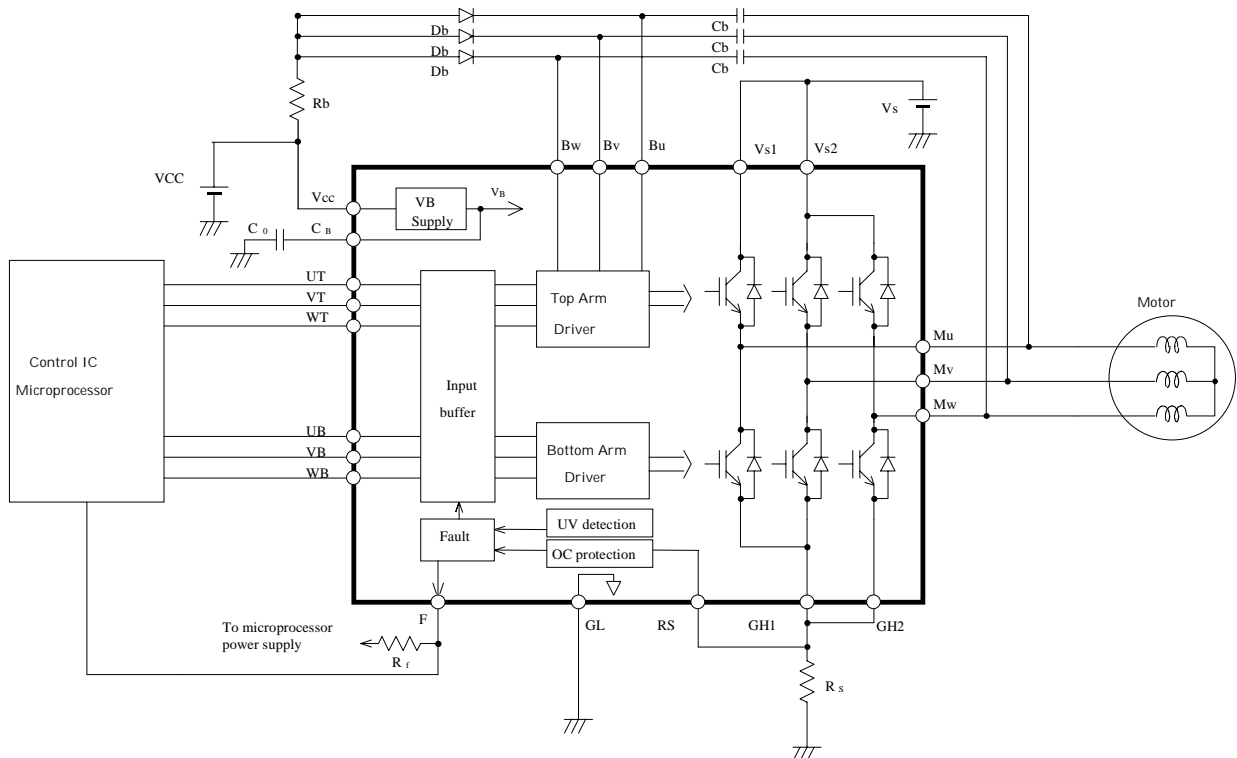 Db
Cb
Db
Cb
Db
Cb
Rb
Vs
Bw
Bv
Bu
Vs1
Vs2
VCC
Vcc
VB
Supply
VB
C0
CB
UT
VT
WT
Top Arm
Driver
Motor
Control IC
Microprocessor
Input
buffer
Mu
Mv
Mw
UB
VB
WB
Bottom Arm
Driver
Fault
UV detection
OC protection
F
GL
RS
GH1
GH2
To microprocessor
power supply
Rf
Rs